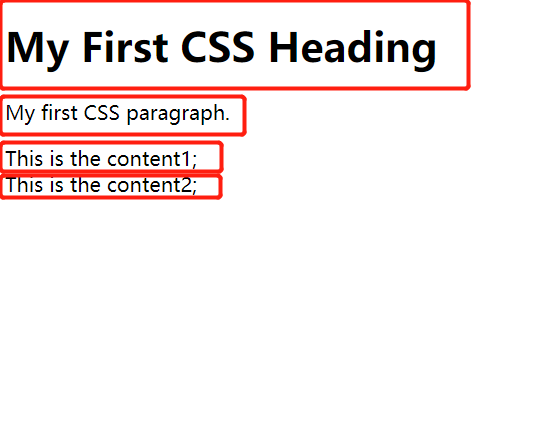 My First CSS Heading
My first CSS paragraph.
This is the content1;
This is the content2;